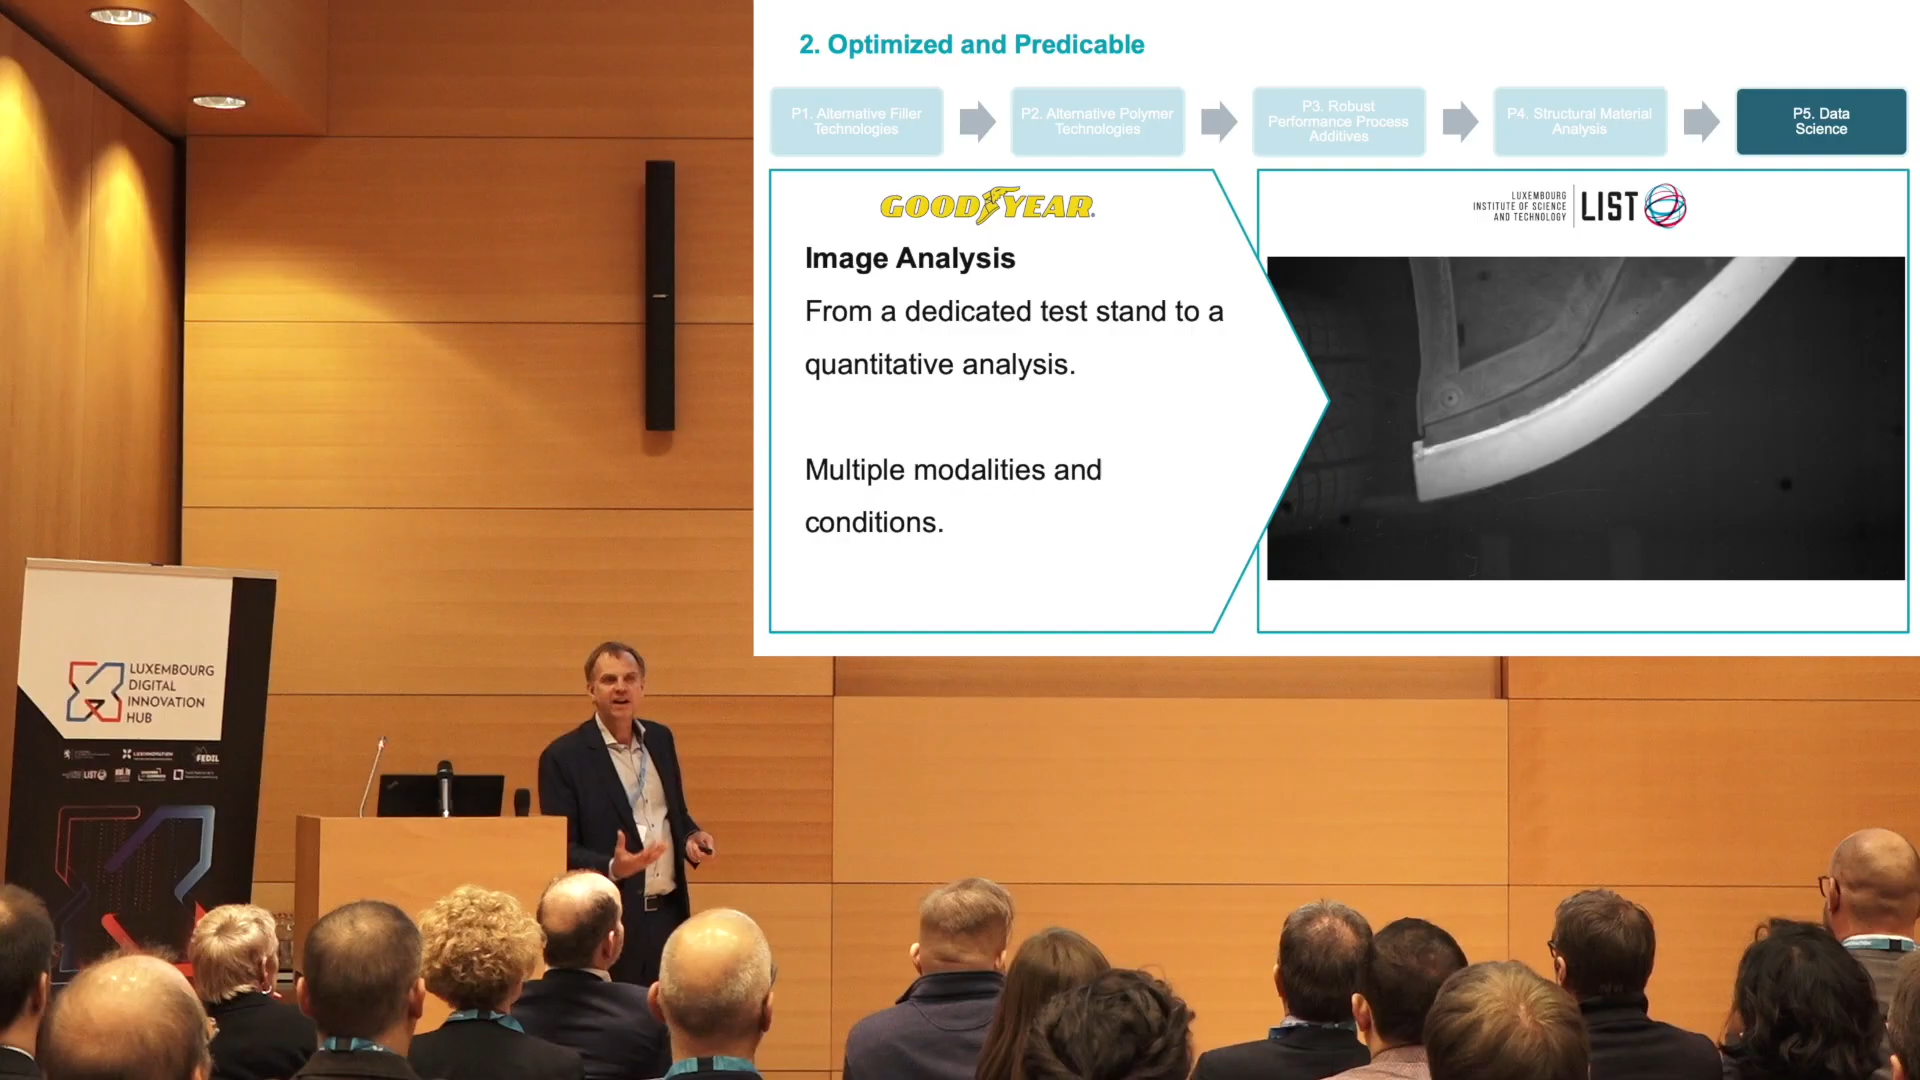 2. Optimized and Predicable
P1. Alternative Filler
Technologies
P2. Alternative Polymer
Technologies
P3. Robust
Performance Process
Additives
P4. Structural Material
Analysis
P5. Data
Science
GOODYEAR
Image Analysis
From a dedicated test stand to a
quantitative analysis.
Multiple modalities and
conditions.
LUXEMBOURG
INSTITUTE OF SCIENCE
AND TECHNOLOGY
LIST
LUXEMBOURG
DIGITAL
INNOVATION
HUB
LUXINNOVATION
FEDIL
LIST